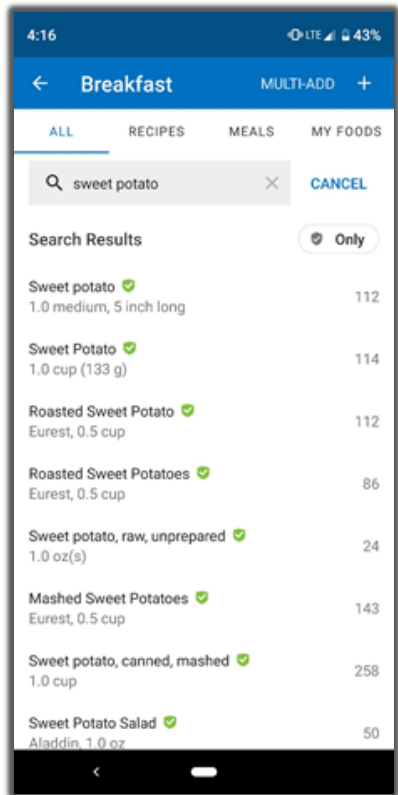 4:16 LTE 43%
Breakfast MULTI-ADD +
ALL RECIPES MEALS MY FOODS
sweet potato CANCEL
Search Results Only
Sweet potato 112
1.0 medium, 5 inch long
Sweet Potato 114
1.0 cup (133 g)
Roasted Sweet Potato 112
Eurest, 0.5 cup
Roasted Sweet Potatoes 86
Eurest, 0.5 cup
Sweet potato, raw, unprepared 24
1.0 oz(s)
Mashed Sweet Potatoes 143
Eurest, 0.5 cup
Sweet potato, canned, mashed 258
1.0 cup
Sweet Potato Salad 50
Aladdin, 1.0 oz